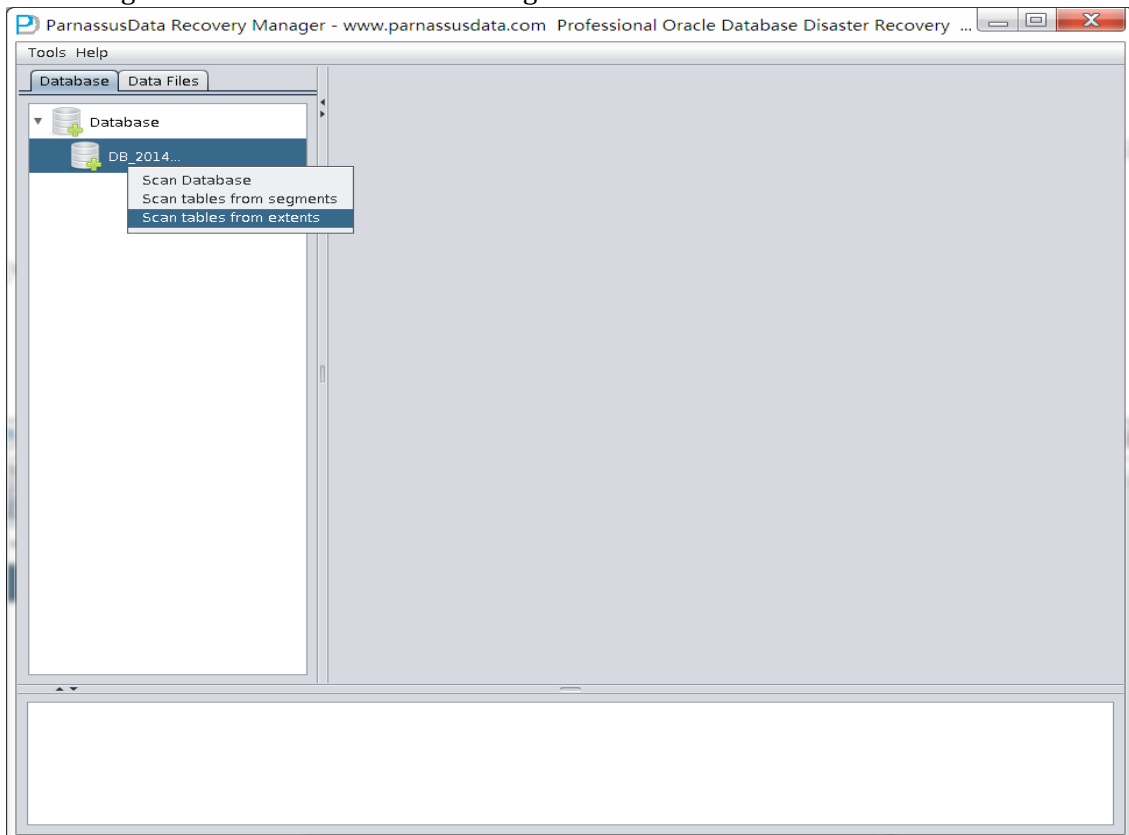 ParnassusData Recovery Manager - www.parnassusdata.com Professional Oracle Database Disaster Recovery ...
Tools Help
Database Data Files
Database
DB_2014...
Scan Database
Scan tables from segments
Scan tables from extents